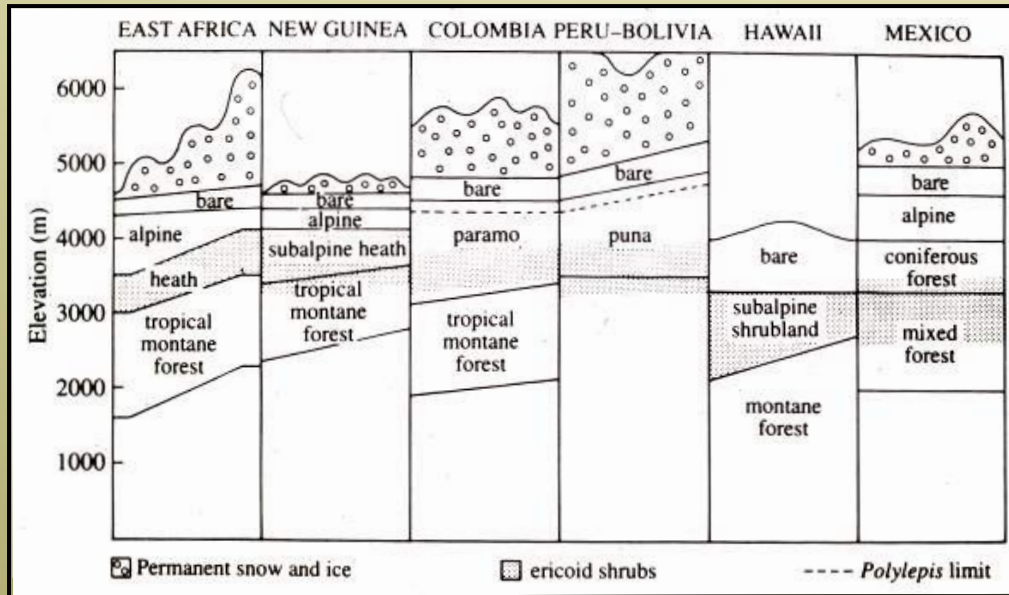 EAST AFRICA NEW GUINEA COLOMBIA PERU–BOLIVIA HAWAII MEXICO
Elevation (m)
6000
5000
4000
3000
2000
1000
bare
alpine
heath
tropical
montane
forest
bare
alpine
subalpine heath
tropical
montane
forest
bare
paramo
tropical
montane
forest
bare
puna
bare
subalpine
shrubland
montane
forest
bare
alpine
coniferous
forest
mixed
forest
Permanent snow and ice ericoid shrubs Polylepis limit